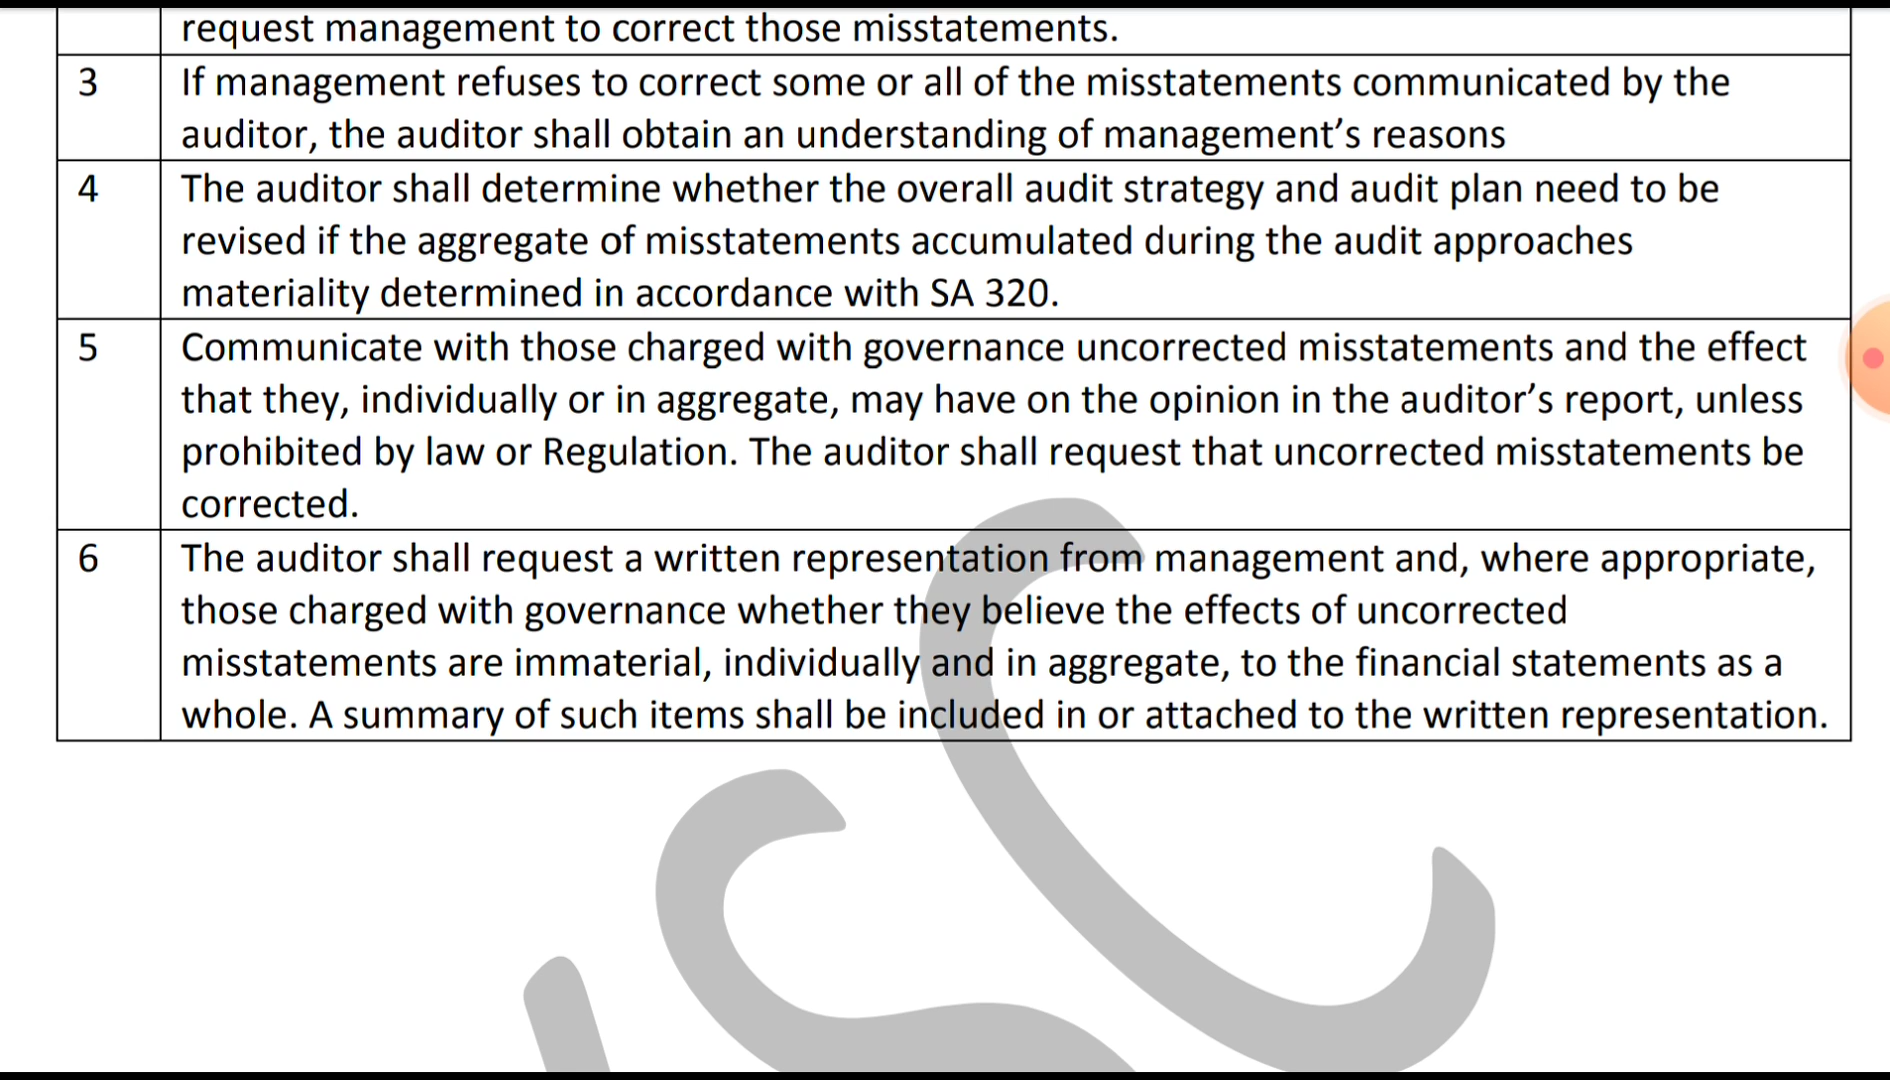 request management to correct those misstatements.
3 If management refuses to correct some or all of the misstatements communicated by the
auditor, the auditor shall obtain an understanding of management’s reasons
4 The auditor shall determine whether the overall audit strategy and audit plan need to be
revised if the aggregate of misstatements accumulated during the audit approaches
materiality determined in accordance with SA 320.
5 Communicate with those charged with governance uncorrected misstatements and the effect
that they, individually or in aggregate, may have on the opinion in the auditor’s report, unless
prohibited by law or Regulation. The auditor shall request that uncorrected misstatements be
corrected.
6 The auditor shall request a written representation from management and, where appropriate,
those charged with governance whether they believe the effects of uncorrected
misstatements are immaterial, individually and in aggregate, to the financial statements as a
whole. A summary of such items shall be included in or attached to the written representation.